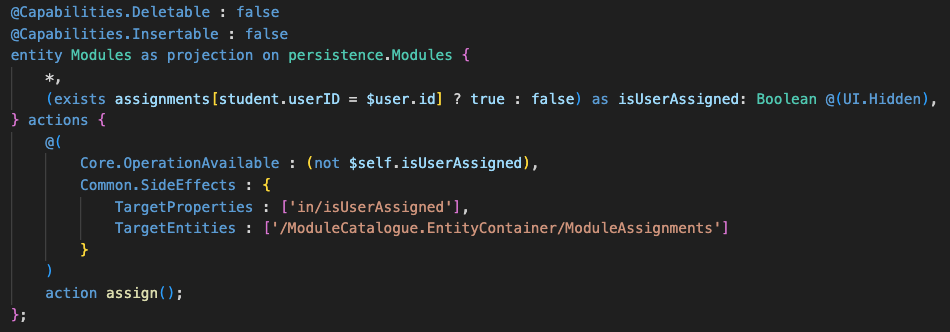 @Capabilities.Deletable : false
@Capabilities.Insertable : false
entity Modules as projection on persistence.Modules {
    *,
    (exists assignments[student.userID = $user.id] ? true : false) as isUserAssigned: Boolean @(UI.Hidden),
} actions {
    @(
        Core.OperationAvailable : (not $self.isUserAssigned),
        Common.SideEffects : {
            TargetProperties : ['in/isUserAssigned'],
            TargetEntities : ['/ModuleCatalogue.EntityContainer/ModuleAssignments']
        }
    )
    action assign();
};